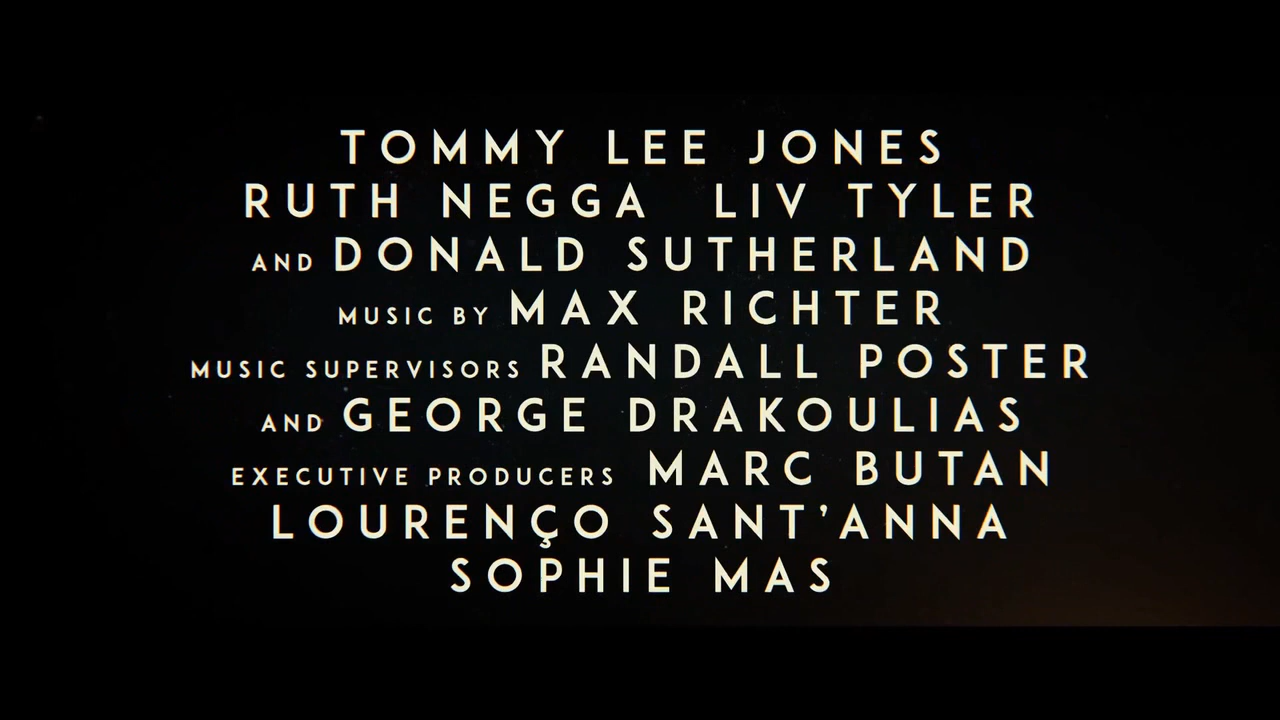 TOMMY LEE JONES
RUTH NEGGA LIV TYLER
AND DONALD SUTHERLAND
MUSIC BY MAX RICHTER
MUSIC SUPERVISORS RANDALL POSTER
AND GEORGE DRAKOULIAS
EXECUTIVE PRODUCERS MARC BUTAN
LOURENÇO SANT'ANNA
SOPHIE MAS